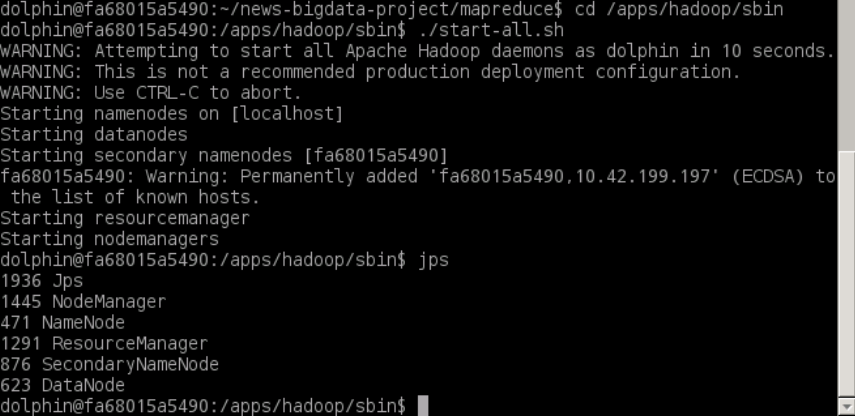 dolphin@fa68015a5490:~/news-bigdata-project/mapreduce$ cd /apps/hadoop/sbin
dolphin@fa68015a5490:/apps/hadoop/sbin$ ./start-all.sh
WARNING: Attempting to start all Apache Hadoop daemons as dolphin in 10 seconds.
WARNING: This is not a recommended production deployment configuration.
WARNING: Use CTRL-C to abort.
Starting namenodes on [localhost]
Starting datanodes
Starting secondary namenodes [fa68015a5490]
fa68015a5490: Warning: Permanently added 'fa68015a5490,10.42.199.197' (ECDSA) to
 the list of known hosts.
Starting resourcemanager
Starting nodemanagers
dolphin@fa68015a5490:/apps/hadoop/sbin$ jps
1936 Jps
1445 NodeManager
471 NameNode
1291 ResourceManager
876 SecondaryNameNode
623 DataNode
dolphin@fa68015a5490:/apps/hadoop/sbin$